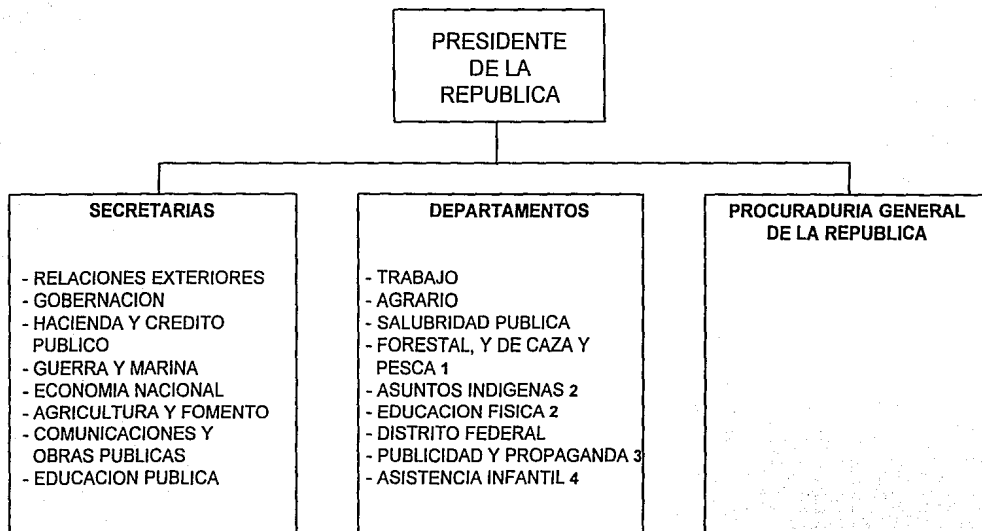 PRESIDENTE
DE LA
REPUBLICA
SECRETARIAS
- RELACIONES EXTERIORES
- GOBERNACION
- HACIENDA Y CREDITO
PUBLICO
- GUERRA Y MARINA
- ECONOMIA NACIONAL
- AGRICULTURA Y FOMENTO
- COMUNICACIONES Y
OBRAS PUBLICAS
- EDUCACION PUBLICA
DEPARTAMENTOS
- TRABAJO
- AGRARIO
- SALUBRIDAD PUBLICA
- FORESTAL, Y DE CAZA Y
PESCA 1
- ASUNTOS INDIGENAS 2
- EDUCACION FISICA 2
- DISTRITO FEDERAL
- PUBLICIDAD Y PROPAGANDA 3
- ASISTENCIA INFANTIL 4
PROCURADURIA GENERAL
DE LA REPUBLICA